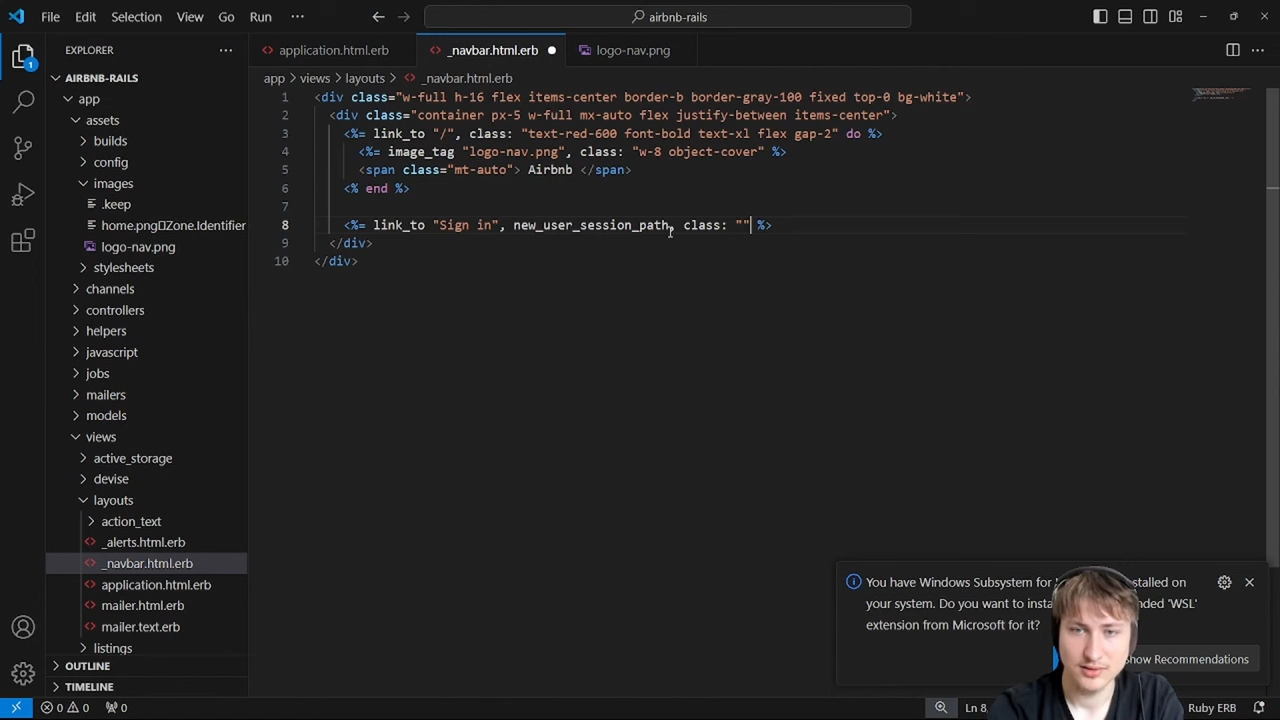 File Edit Selection View Go Run ··· airbnb-rails
EXPLORER ···
application.html.erb _navbar.html.erb logo-nav.png
AIRBNB-RAILS
app > views > layouts > _navbar.html.erb
app
assets
builds
config
images
.keep
home.png▯Zone.Identifier
logo-nav.png
stylesheets
channels
controllers
helpers
javascript
jobs
mailers
models
views
active_storage
devise
layouts
action_text
_alerts.html.erb
_navbar.html.erb
application.html.erb
mailer.html.erb
mailer.text.erb
listings
OUTLINE
TIMELINE
1 <div class="w-full h-16 flex items-center border-b border-gray-100 fixed top-0 bg-white">
2 <div class="container px-5 w-full mx-auto flex justify-between items-center">
3 <%= link_to "/", class: "text-red-600 font-bold text-xl flex gap-2" do %>
4 <%= image_tag "logo-nav.png", class: "w-8 object-cover" %>
5 <span class="mt-auto"> Airbnb </span>
6 <% end %>
7
8 <%= link_to "Sign in", new_user_session_path, class: "" %>
9 </div>
10 </div>
You have Windows Subsystem for installed on
your system. Do you want to 'WSL'
extension from Microsoft for it?
Show Recommendations
1
0 0 0 Ln 8, Ruby ERB